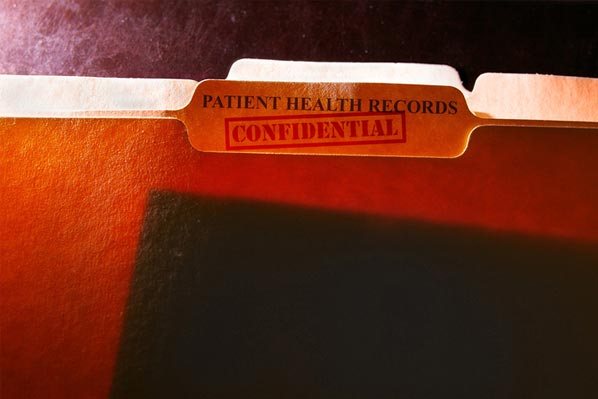 PATIENT HEALTH RECORDS
CONFIDENTIAL